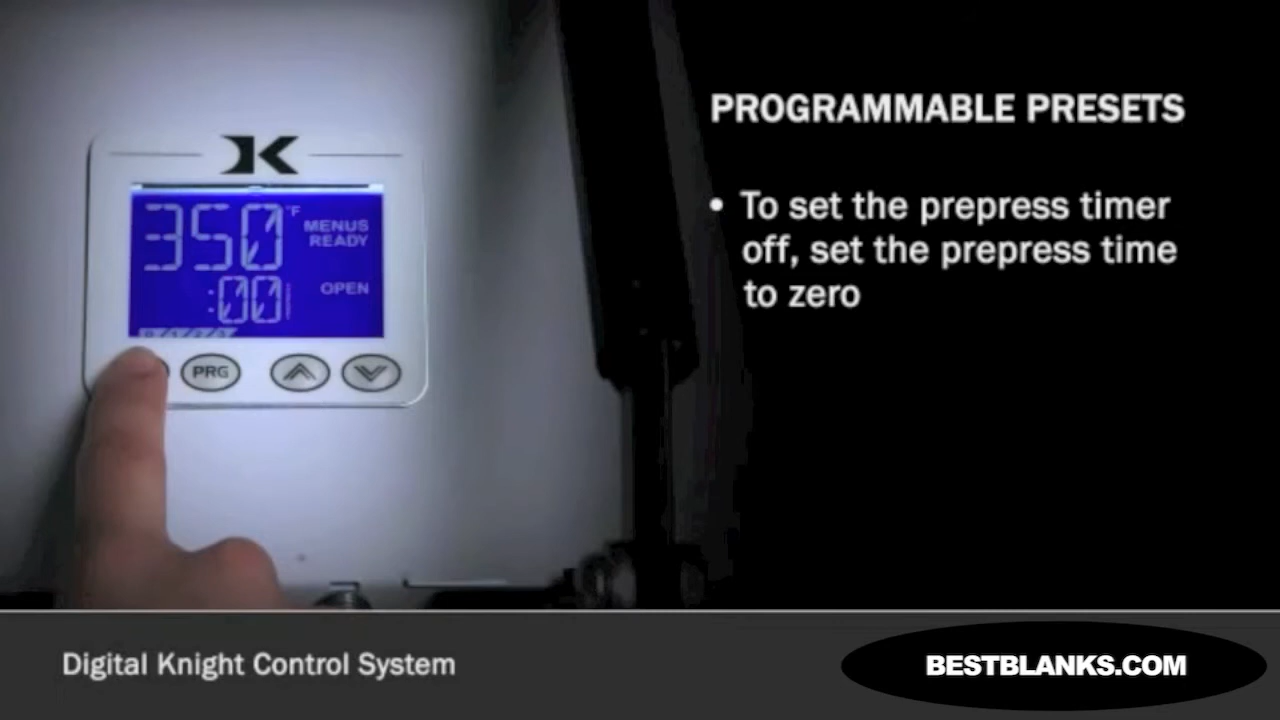 K
350 °F
MENUS
READY
:00
OPEN
PRG
PROGRAMMABLE PRESETS
• To set the prepress timer
off, set the prepress time
to zero
Digital Knight Control System
BESTBLANKS.COM